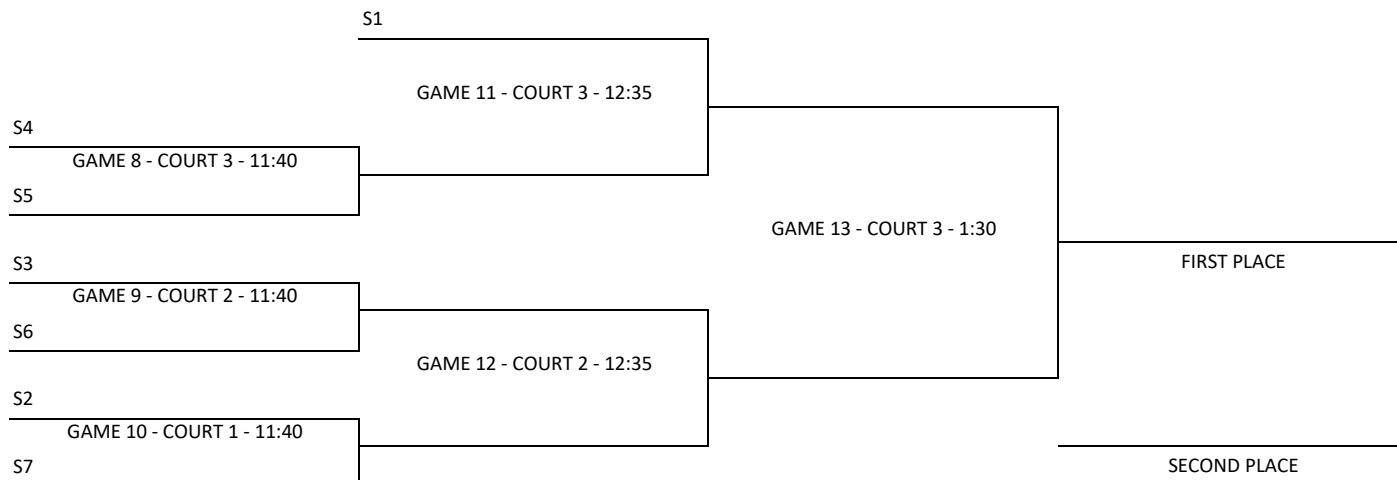 S1
GAME 11 - COURT 3 - 12:35
S4
GAME 8 - COURT 3 - 11:40
S5
GAME 13 - COURT 3 - 1:30
S3
FIRST PLACE
GAME 9 - COURT 2 - 11:40
S6
GAME 12 - COURT 2 - 12:35
S2
GAME 10 - COURT 1 - 11:40
S7
SECOND PLACE